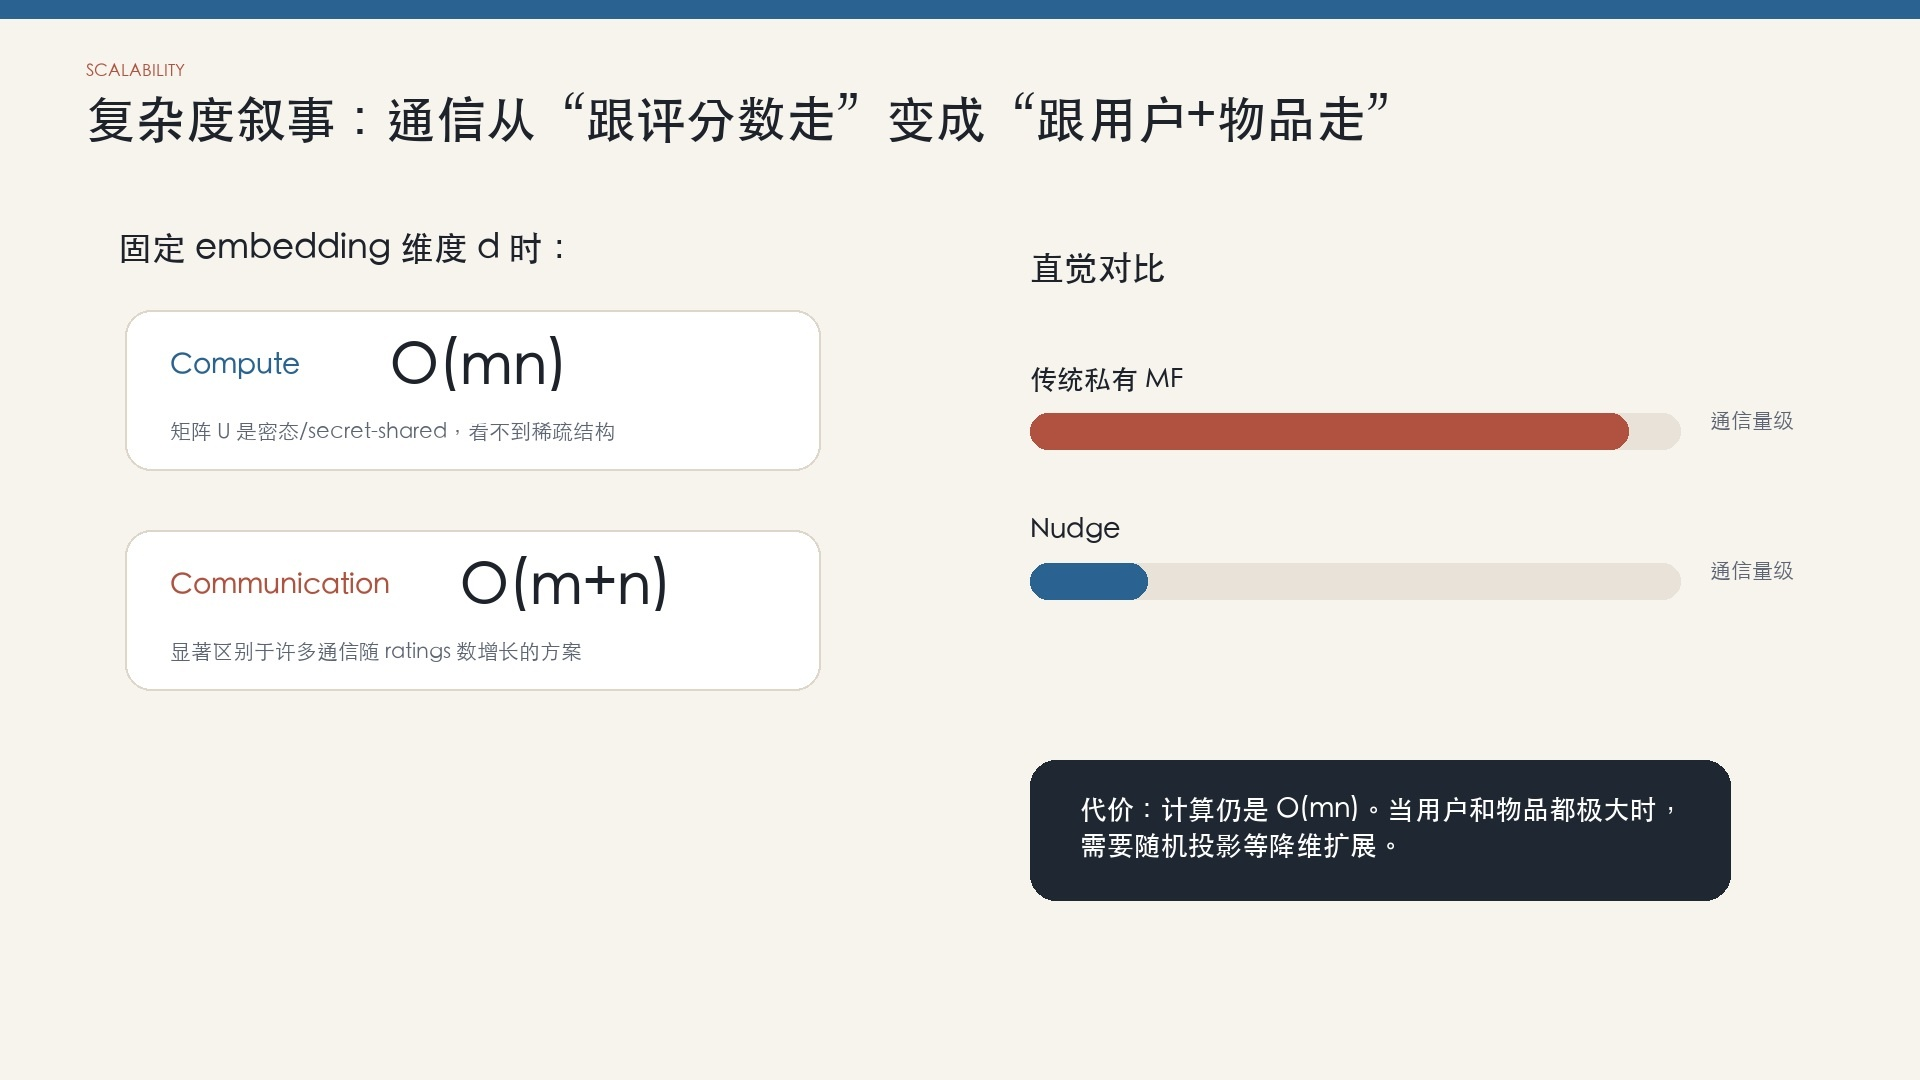 SCALABILITY
复杂度叙事：通信从“跟评分数走”变成“跟用户+物品走”
固定 embedding 维度 d 时：
Compute O(mn)
矩阵 U 是密态/secret-shared，看不到稀疏结构
Communication O(m+n)
显著区别于许多通信随 ratings 数增长的方案
直觉对比
传统私有 MF
通信量级
Nudge
通信量级
代价：计算仍是 O(mn)。当用户和物品都极大时，
需要随机投影等降维扩展。